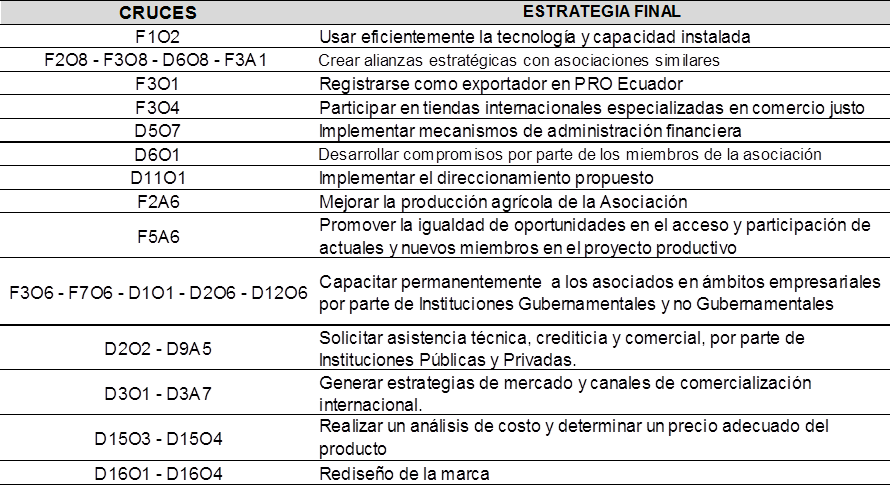 CRUCES ESTRATEGIA FINAL
F1O2 Usar eficientemente la tecnología y capacidad instalada
F2O8 - F3O8 - D6O8 - F3A1 Crear alianzas estratégicas con asociaciones similares
F3O1 Registrarse como exportador en PRO Ecuador
F3O4 Participar en tiendas internacionales especializadas en comercio justo
D5O7 Implementar mecanismos de administración financiera
D6O1 Desarrollar compromisos por parte de los miembros de la asociación
D11O1 Implementar el direccionamiento propuesto
F2A6 Mejorar la producción agrícola de la Asociación
F5A6 Promover la igualdad de oportunidades en el acceso y participación de
actuales y nuevos miembros en el proyecto productivo
F3O6 - F7O6 - D1O1 - D2O6 - D12O6 Capacitar permanentemente a los asociados en ámbitos empresariales
por parte de Instituciones Gubernamentales y no Gubernamentales
D2O2 - D9A5 Solicitar asistencia técnica, crediticia y comercial, por parte de
Instituciones Públicas y Privadas.
D3O1 - D3A7 Generar estrategias de mercado y canales de comercialización
internacional.
D15O3 - D15O4 Realizar un análisis de costo y determinar un precio adecuado del
producto
D16O1 - D16O4 Rediseño de la marca